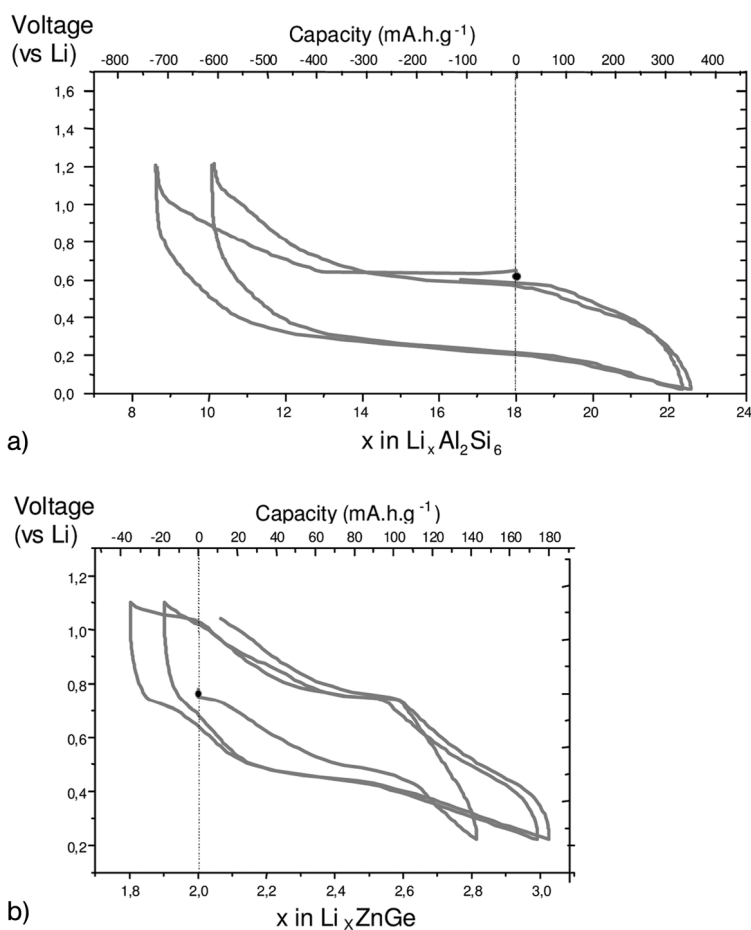 Voltage
(vs Li)
Capacity (mA.h.g-1)
-800 -700 -600 -500 -400 -300 -200 -100 0 100 200 300 400
1,6
1,4
1,2
1,0
0,8
0,6
0,4
0,2
0,0
8 10 12 14 16 18 20 22 24
a)
x in LixAl2Si6
Voltage
(vs Li)
Capacity (mA.h.g-1)
-40 -20 0 20 40 60 80 100 120 140 160 180
1,2
1,0
0,8
0,6
0,4
0,2
1,8 2,0 2,2 2,4 2,6 2,8 3,0
b)
x in LiXZnGe